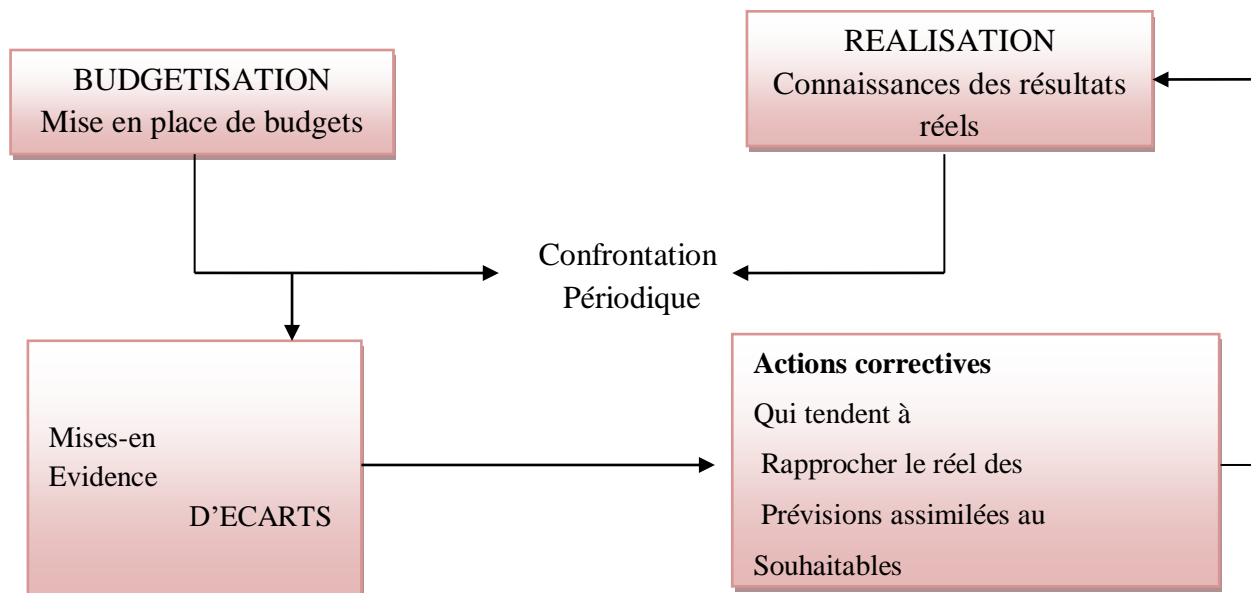 BUDGETISATION
Mise en place de budgets
REALISATION
Connaissances des résultats
réels
Confrontation
Périodique
Mises-en
Evidence
D’ECARTS
Actions correctives
Qui tendent à
Rapprocher le réel des
Prévisions assimilées au
Souhaitables